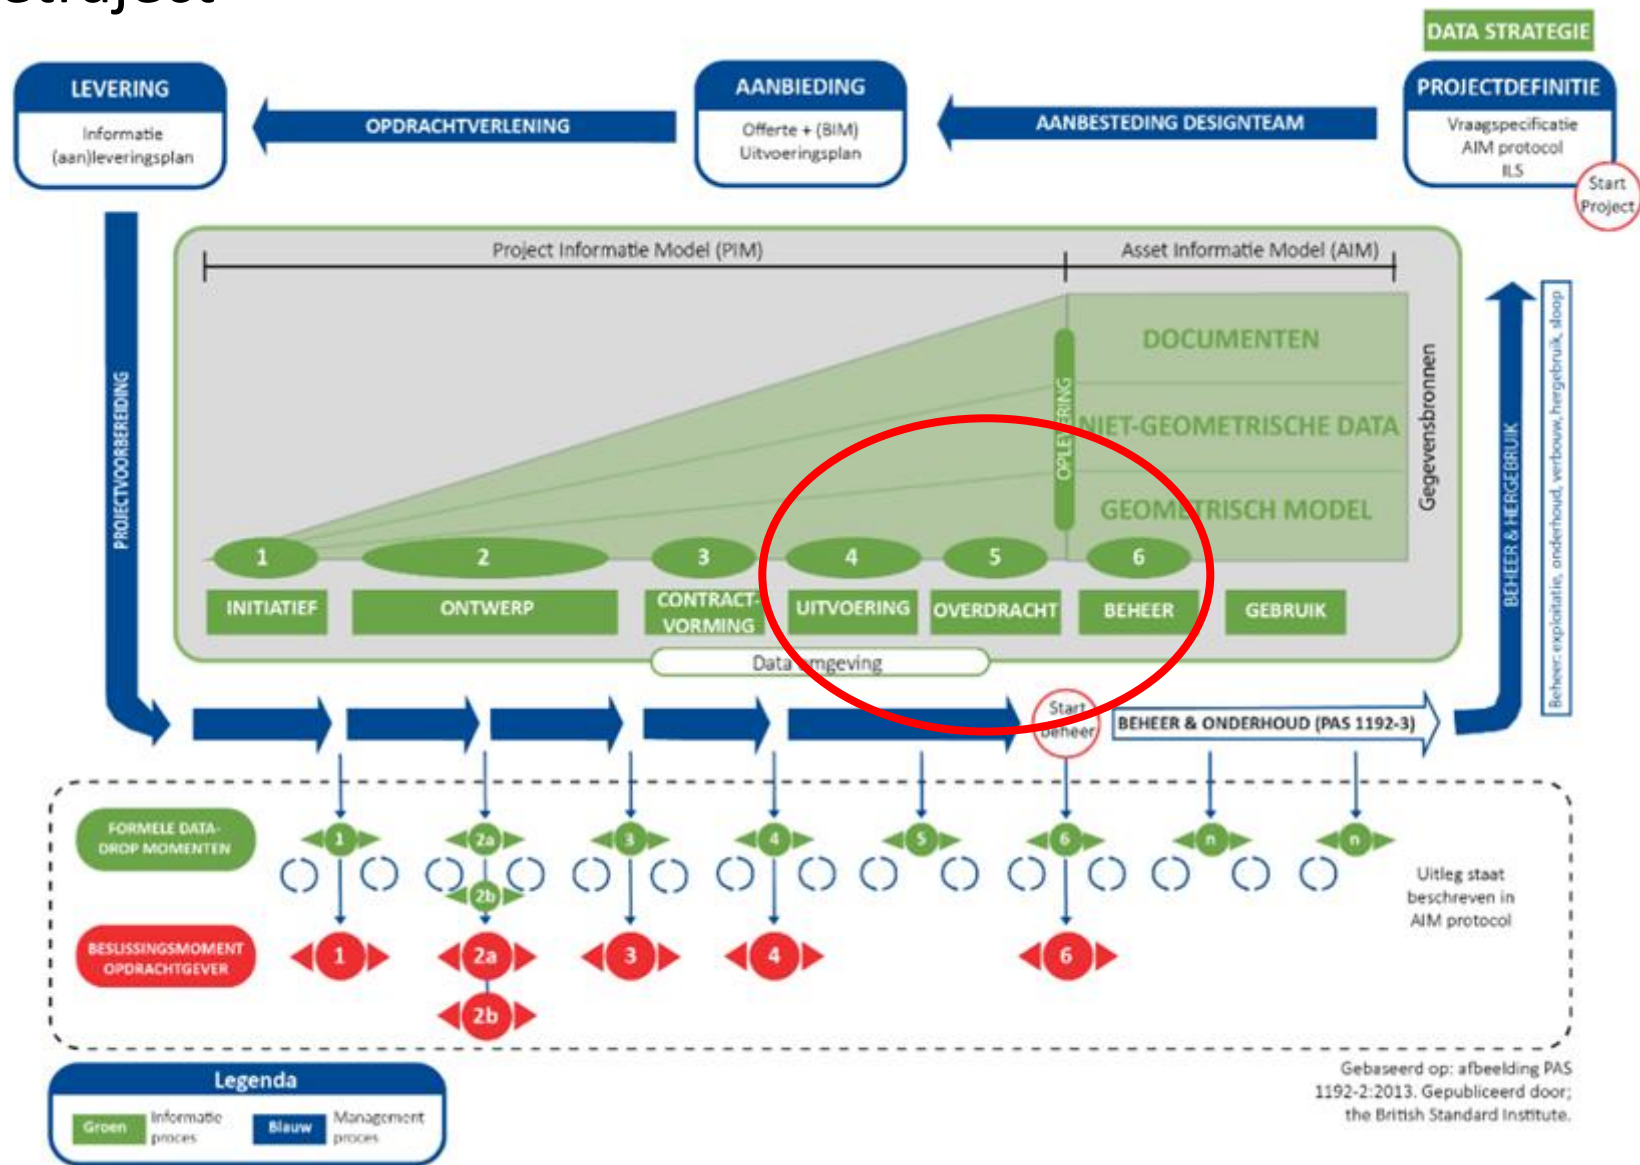 DATA STRATEGIE
LEVERING
Informatie
(aan)leveringsplan
OPDRACHTVERLENING
AANBIEDING
Offerte + (BIM)
Uitvoeringsplan
AANBESTEDING DESIGNTEAM
PROJECTDEFINITIE
Vraagspecificatie
AIM protocol
ILS
Start
Project
PROJECTVOORBEREIDING
Project Informatie Model (PIM)
Asset Informatie Model (AIM)
DOCUMENTEN
NIET-GEOMETRISCHE DATA
GEOMETRISCH MODEL
OPLEVERING
Gegevensbronnen
BEHEER & HERGEBRUIK
Beheer: exploitatie, onderhoud, verbouw, hergebruik, sloop
1
2
3
4
5
6
INITIATIEF
ONTWERP
CONTRACT-
VORMING
UITVOERING
OVERDRACHT
BEHEER
GEBRUIK
Data omgeving
Start
beheer
BEHEER & ONDERHOUD (PAS 1192-3)
FORMELE DATA-
DROP MOMENTEN
1
2a
3
4
5
6
n
n
2b
Uitleg staat
beschreven in
AIM protocol
BESLISSINGSMOMENT
OPDRACHTGEVER
1
2a
3
4
6
2b
Legenda
Groen
Informatie
proces
Blauw
Management
proces
Gebaseerd op: afbeelding PAS
1192-2:2013. Gepubliceerd door;
the British Standard Institute.